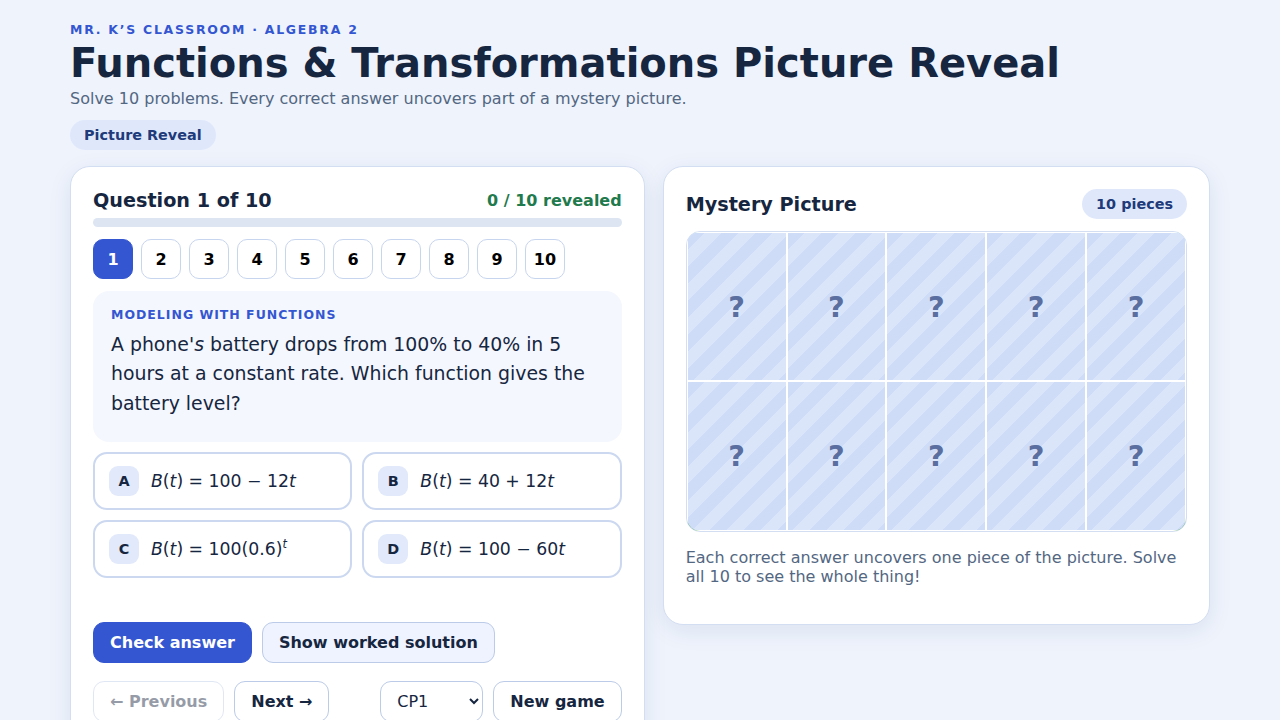 MR. K’S CLASSROOM · ALGEBRA 2
Functions & Transformations Picture Reveal
Solve 10 problems. Every correct answer uncovers part of a mystery picture.
Picture Reveal
Question 1 of 10
0 / 10 revealed
1 2 3 4 5 6 7 8 9 10
MODELING WITH FUNCTIONS
A phone's battery drops from 100% to 40% in 5
hours at a constant rate. Which function gives the
battery level?
A B(t) = 100 − 12t
B B(t) = 40 + 12t
C B(t) = 100(0.6)^t
D B(t) = 100 − 60t
Check answer
Show worked solution
← Previous
Next →
CP1
New game
Mystery Picture
10 pieces
? ? ? ? ?
? ? ? ? ?
Each correct answer uncovers one piece of the picture. Solve
all 10 to see the whole thing!